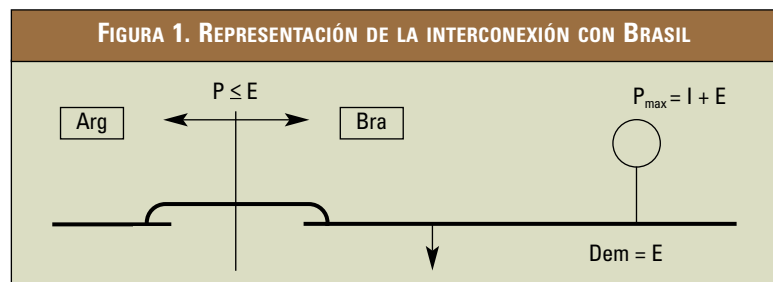 FIGURA 1. REPRESENTACIÓN DE LA INTERCONEXIÓN CON BRASIL
P ≤ E
Pmax = I + E
Arg
Bra
Dem = E